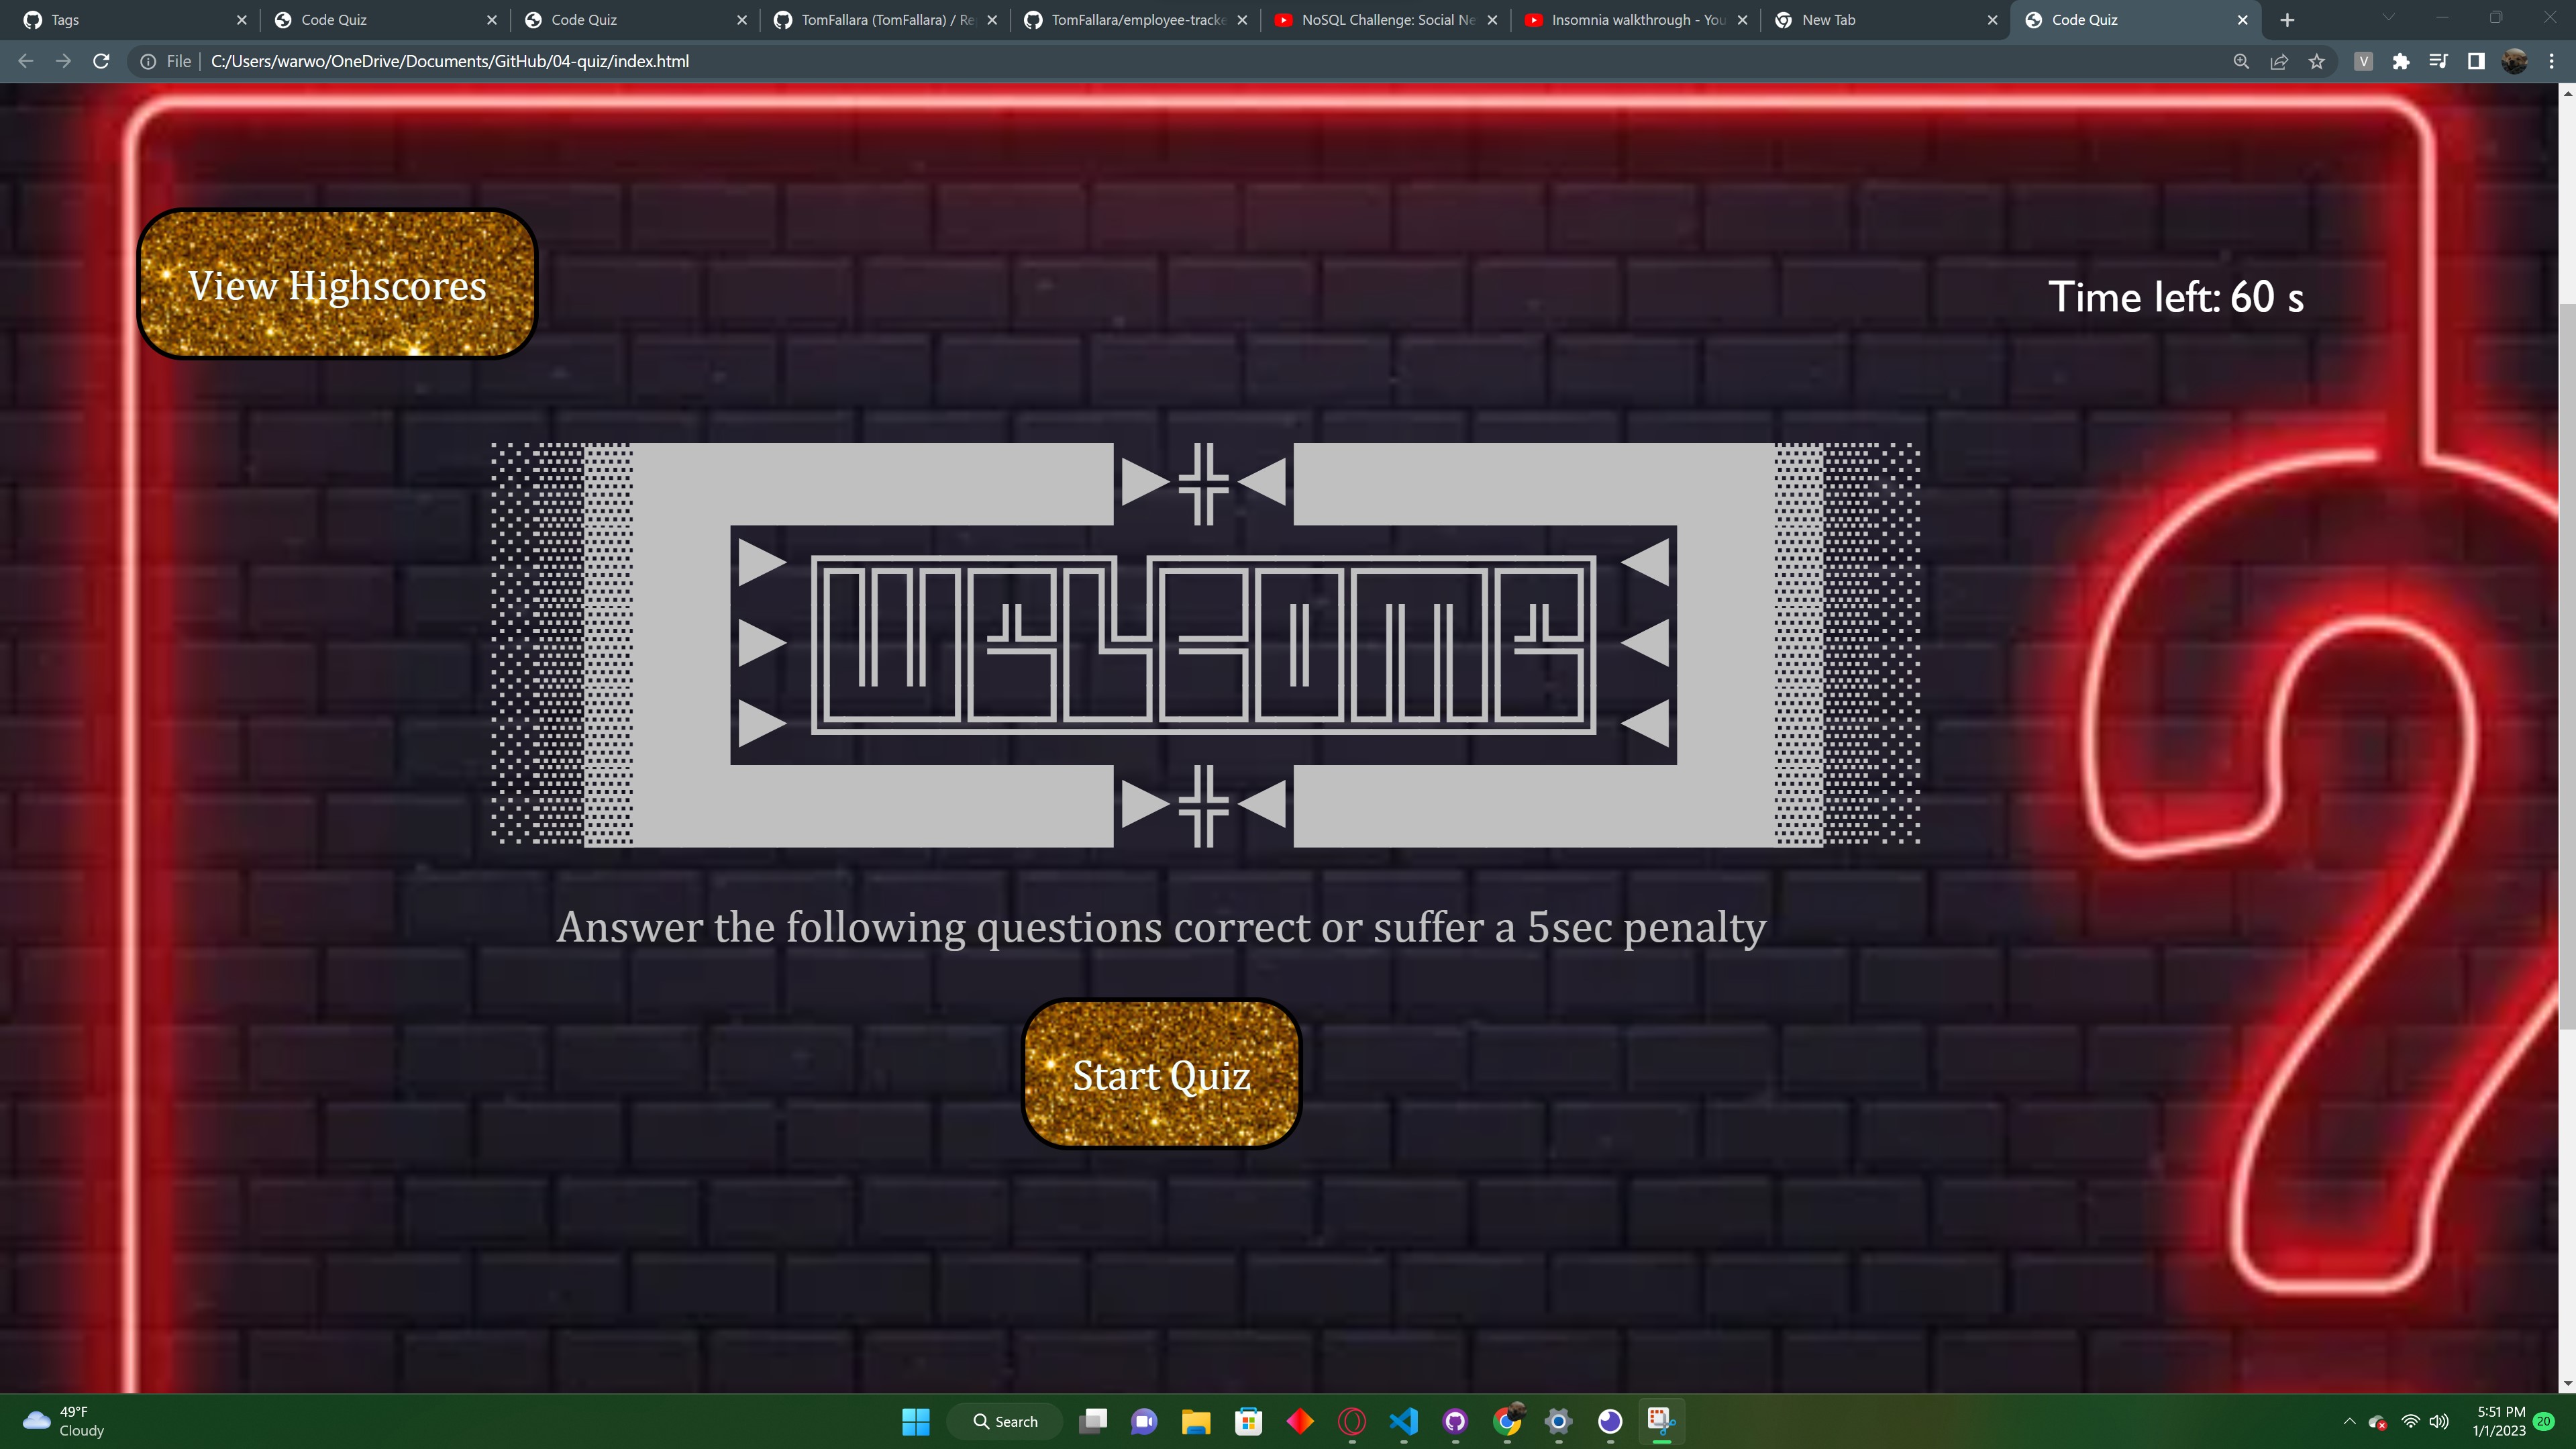 Tags
Code Quiz
Code Quiz
TomFallara (TomFallara) / Re
TomFallara/employee-tracke
NoSQL Challenge: Social Ne
Insomnia walkthrough - You
New Tab
Code Quiz
File
C:/Users/warwo/OneDrive/Documents/GitHub/04-quiz/index.html
V
View Highscores
Time left: 60 s
WELCOME
Answer the following questions correct or suffer a 5sec penalty
Start Quiz
49°F
Cloudy
Search
5:51 PM
1/1/2023
20